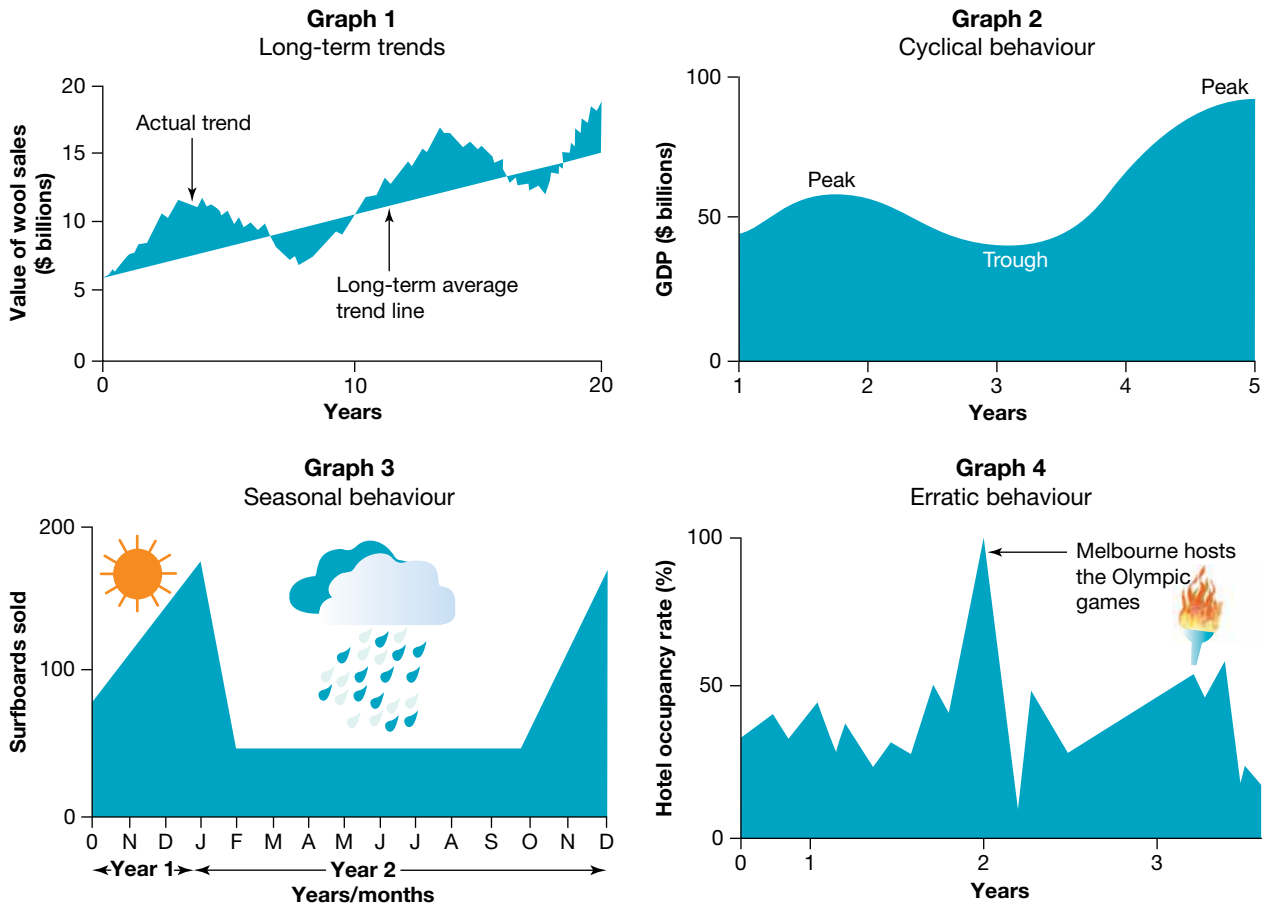 Graph 1
Long-term trends
Value of wool sales
($ billions)
20
15
10
5
0
Actual trend
Long-term average
trend line
0 10 20
Years
Graph 2
Cyclical behaviour
GDP ($ billions)
100
50
0
Peak
Trough
Peak
1 2 3 4 5
Years
Graph 3
Seasonal behaviour
Surfboards sold
200
100
0
0 N D J F M A M J J A S O N D
Year 1 Year 2
Years/months
Graph 4
Erratic behaviour
Hotel occupancy rate (%)
100
50
0
Melbourne hosts
the Olympic
games
0 1 2 3
Years